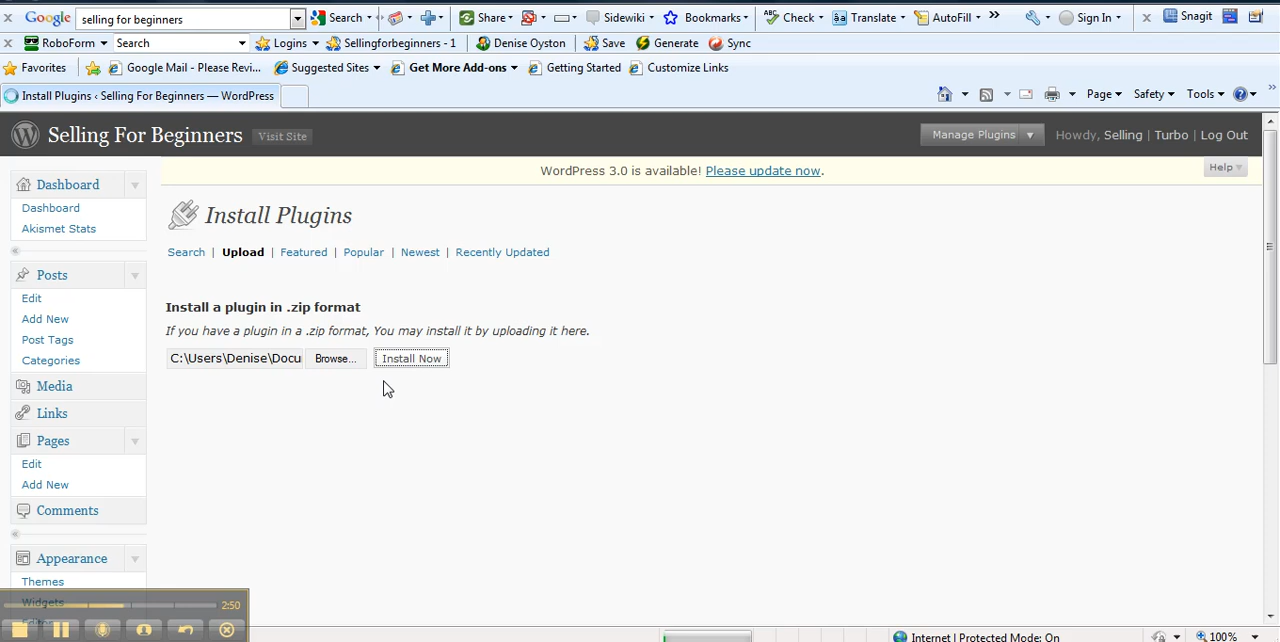 Google selling for beginners Search Share Sidewiki Bookmarks Check Translate AutoFill Sign In Snagit
RoboForm Search Logins Sellingforbeginners - 1 Denise Oyston Save Generate Sync
Favorites Google Mail - Please Revi... Suggested Sites Get More Add-ons Getting Started Customize Links
Install Plugins ‹ Selling For Beginners — WordPress Page Safety Tools
Selling For Beginners Visit Site Manage Plugins Howdy, Selling | Turbo | Log Out
WordPress 3.0 is available! Please update now. Help
Dashboard
Dashboard
Akismet Stats
Posts
Edit
Add New
Post Tags
Categories
Media
Links
Pages
Edit
Add New
Comments
Appearance
Themes
Widgets
Install Plugins
Search | Upload | Featured | Popular | Newest | Recently Updated
Install a plugin in .zip format
If you have a plugin in a .zip format, You may install it by uploading it here.
C:\Users\Denise\Docu Browse... Install Now
2:50
Internet | Protected Mode: On 100%